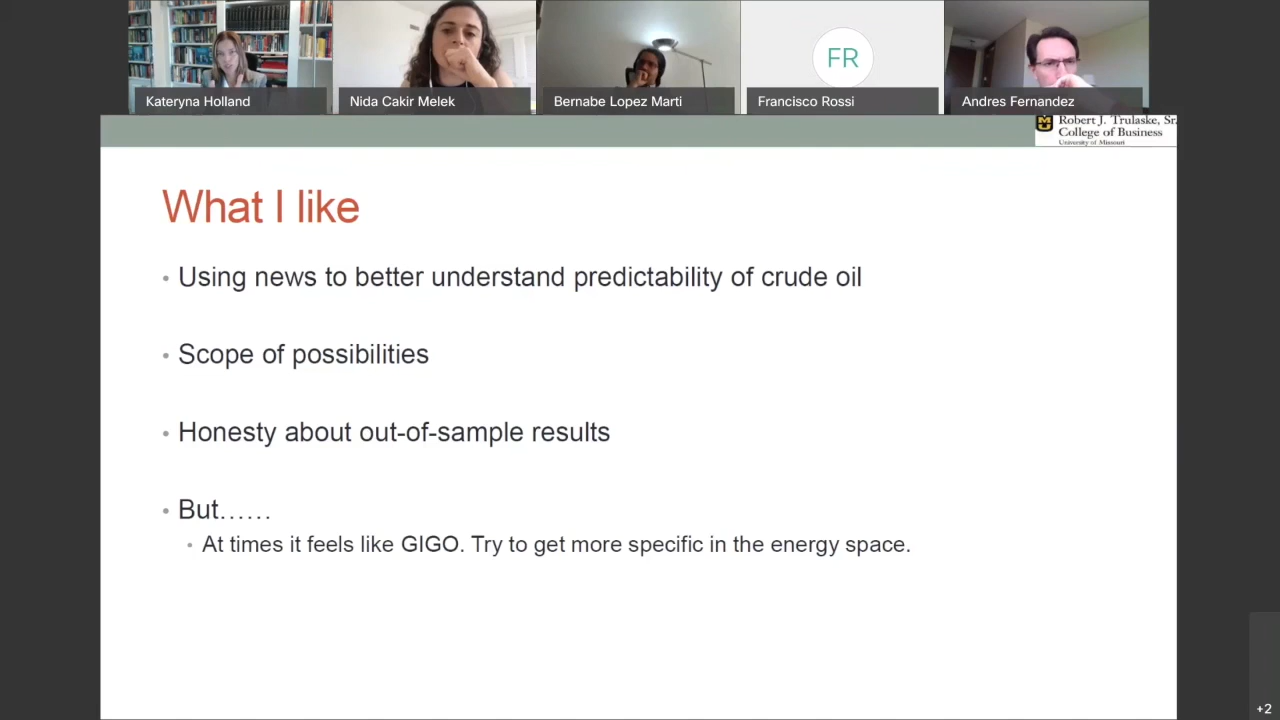 Kateryna Holland
Nida Cakir Melek
Bernabe Lopez Marti
FR
Francisco Rossi
Andres Fernandez
Robert J. Trulaske, Sr.
College of Business
University of Missouri
What I like
• Using news to better understand predictability of crude oil
• Scope of possibilities
• Honesty about out-of-sample results
• But……
• At times it feels like GIGO. Try to get more specific in the energy space.
+2